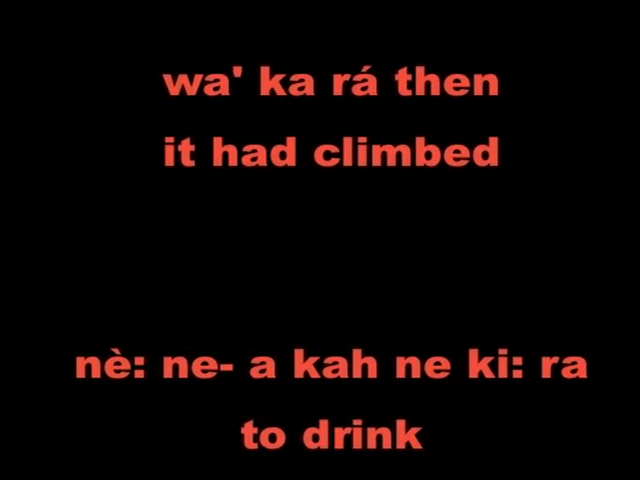 wa' ka rá then
it had climbed
nè: ne- a kah ne ki: ra
to drink